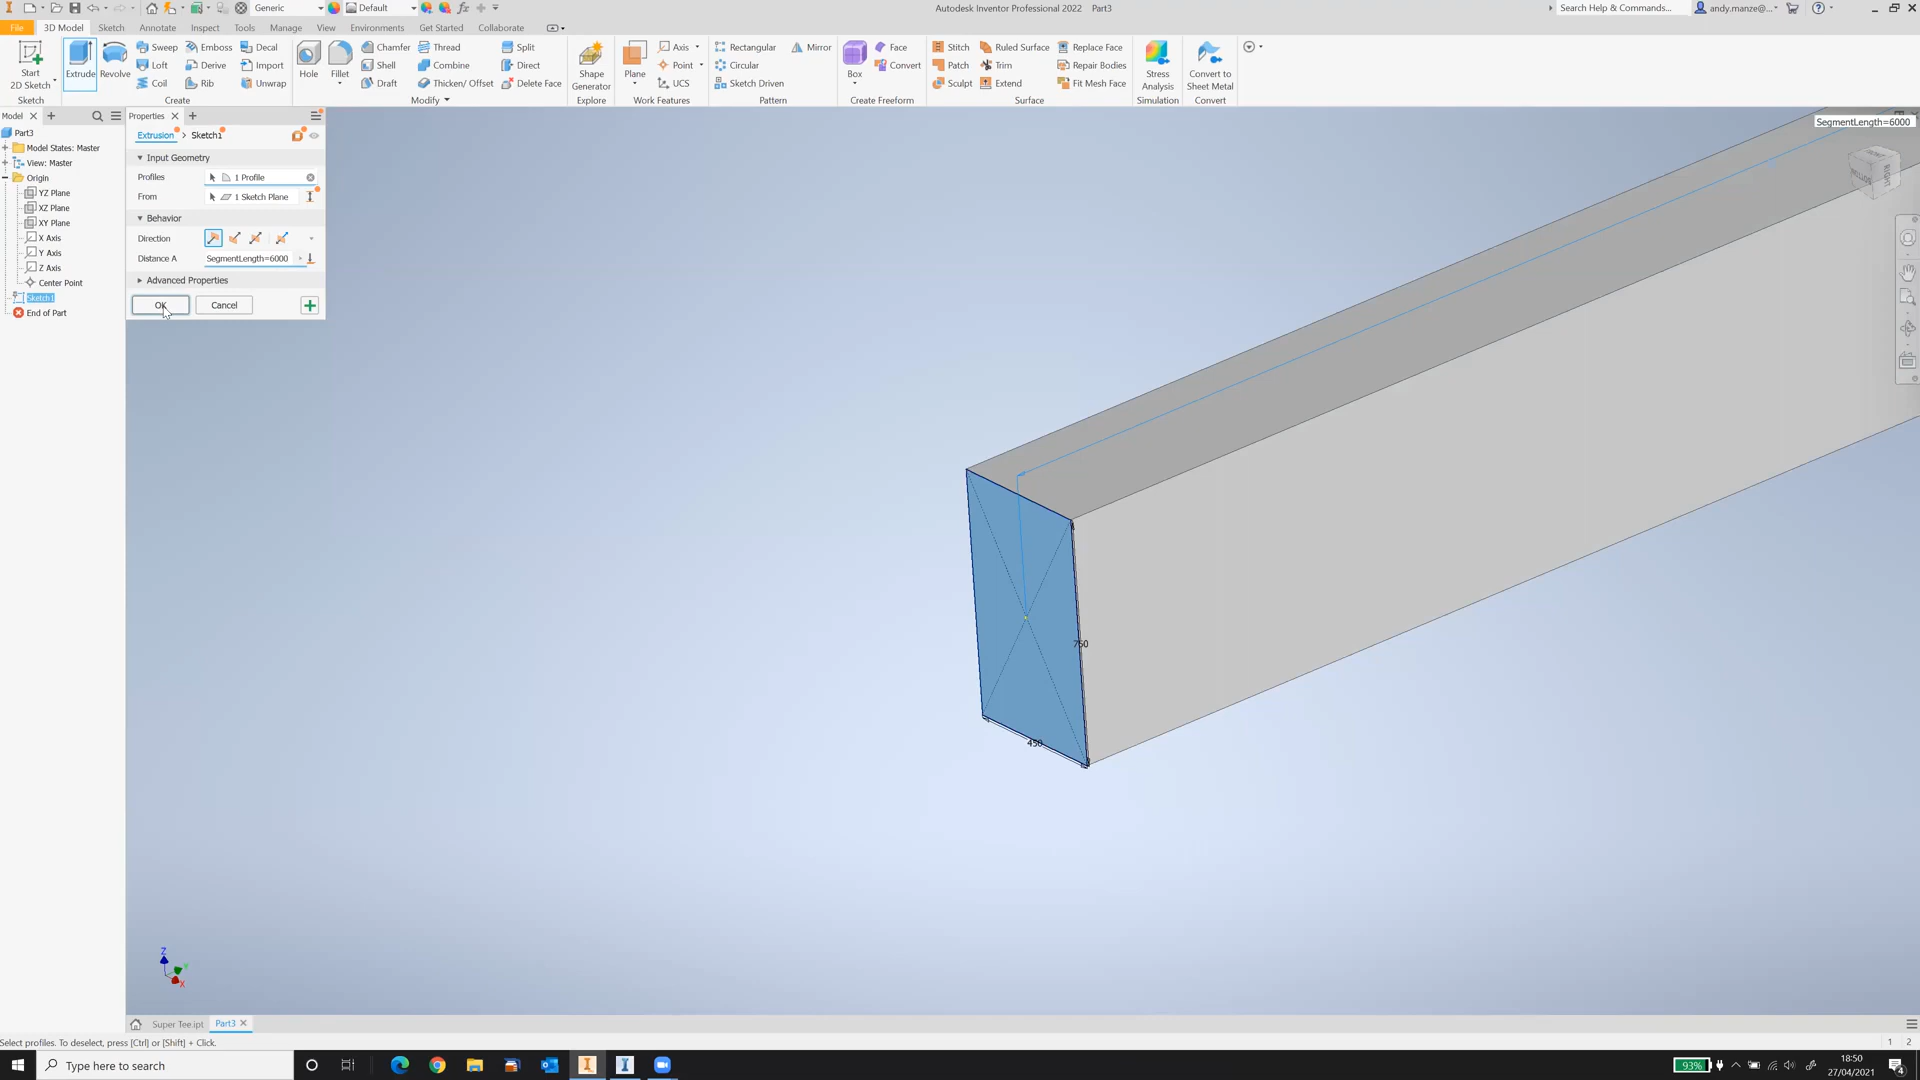 Generic
Default
Autodesk Inventor Professional 2022 Part3
Search Help & Commands...
andy.manze@...
File 3D Model Sketch Annotate Inspect Tools Manage View Environments Get Started Collaborate
Start
2D Sketch
Sketch
Extrude
Revolve
Sweep
Loft
Coil
Emboss
Derive
Rib
Decal
Import
Unwrap
Create
Hole
Fillet
Chamfer
Shell
Draft
Thread
Combine
Thicken/ Offset
Split
Direct
Delete Face
Modify
Shape
Generator
Explore
Plane
Axis
Point
UCS
Work Features
Rectangular
Circular
Sketch Driven
Mirror
Pattern
Box
Face
Convert
Create Freeform
Stitch
Patch
Sculpt
Ruled Surface
Trim
Extend
Replace Face
Repair Bodies
Fit Mesh Face
Surface
Stress
Analysis
Simulation
Convert to
Sheet Metal
Convert
Model
Part3
Model States: Master
View: Master
Origin
YZ Plane
XZ Plane
XY Plane
X Axis
Y Axis
Z Axis
Center Point
Sketch1
End of Part
Properties
Extrusion > Sketch1
Input Geometry
Profiles 1 Profile
From 1 Sketch Plane
Behavior
Direction
Distance A SegmentLength=6000
Advanced Properties
OK Cancel
SegmentLength=6000
RIGHT
750
450
Z
Y
X
Super Tee.ipt Part3
Select profiles. To deselect, press [Ctrl] or [Shift] + Click.
1 2
Type here to search
93%
18:50
27/04/2021
4